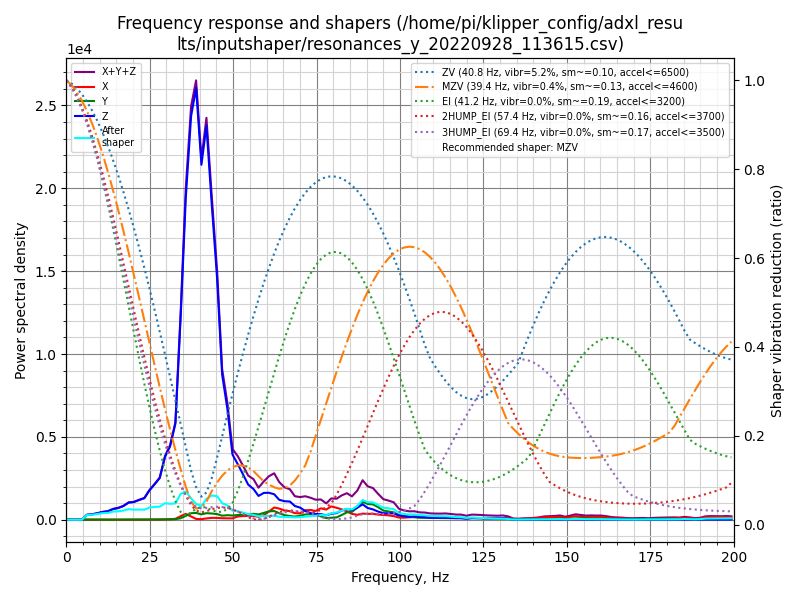 Frequency response and shapers (/home/pi/klipper_config/adxl_resu
lts/inputshaper/resonances_y_20220928_113615.csv)
1e4
X+Y+Z
X
Y
Z
After
shaper
ZV (40.8 Hz, vibr=5.2%, sm~=0.10, accel<=6500)
MZV (39.4 Hz, vibr=0.4%, sm~=0.13, accel<=4600)
EI (41.2 Hz, vibr=0.0%, sm~=0.19, accel<=3200)
2HUMP_EI (57.4 Hz, vibr=0.0%, sm~=0.16, accel<=3700)
3HUMP_EI (69.4 Hz, vibr=0.0%, sm~=0.17, accel<=3500)
Recommended shaper: MZV
Power spectral density
2.5
2.0
1.5
1.0
0.5
0.0
1.0
0.8
0.6
0.4
0.2
0.0
Shaper vibration reduction (ratio)
0 25 50 75 100 125 150 175 200
Frequency, Hz